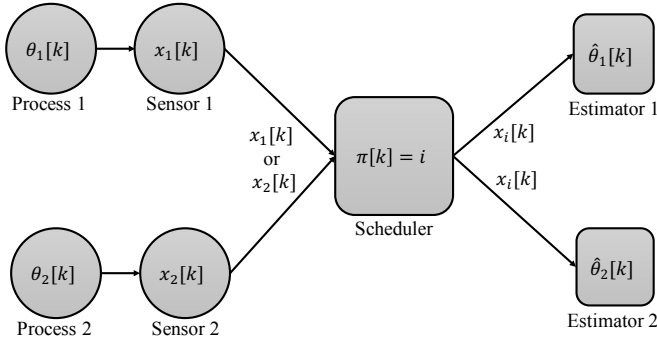 θ₁[k]
x₁[k]
Process 1
Sensor 1
θ̂₁[k]
Estimator 1
x₁[k]
or
x₂[k]
π[k] = i
Scheduler
xᵢ[k]
xᵢ[k]
θ₂[k]
x₂[k]
Process 2
Sensor 2
θ̂₂[k]
Estimator 2